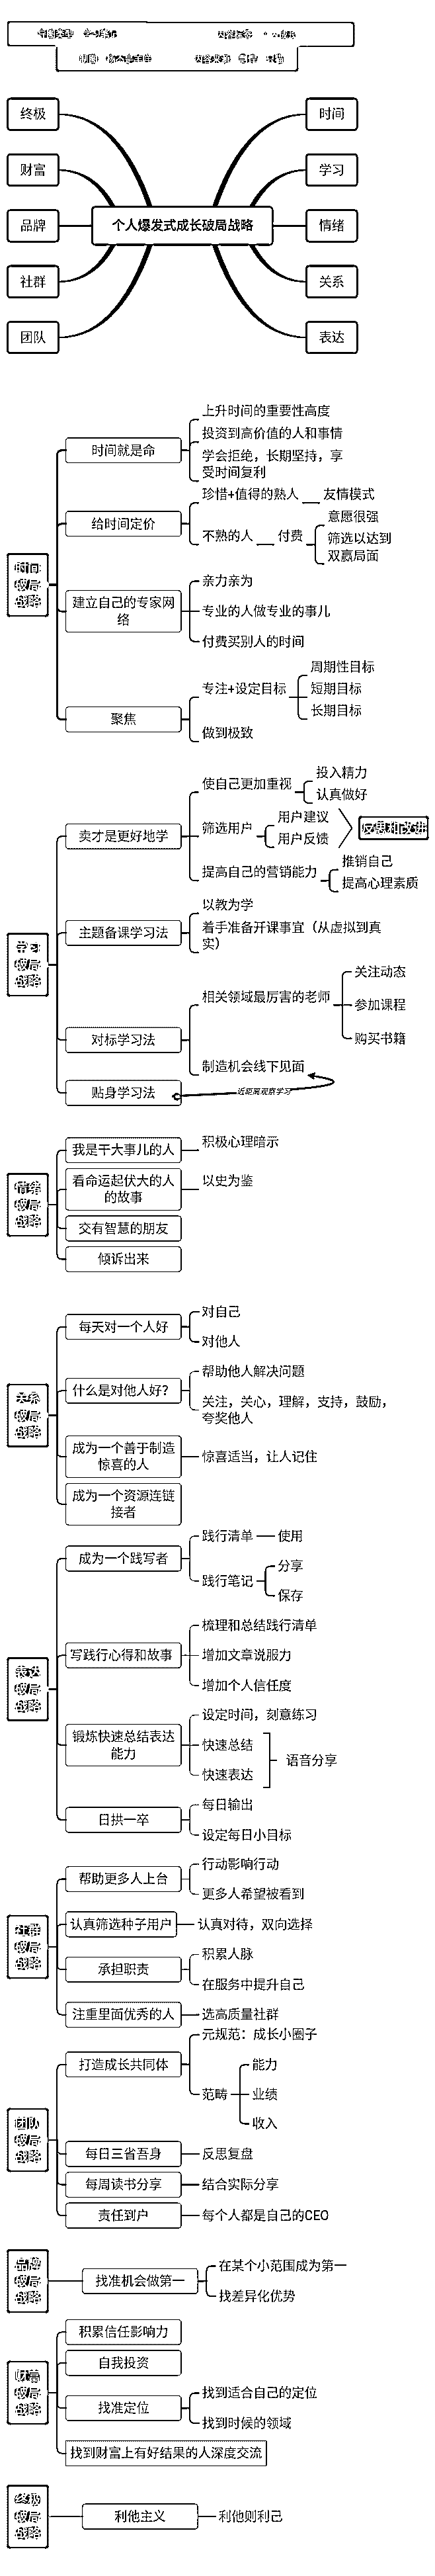 终极
财富
品牌
社群
团队
个人爆发式成长破局战略
时间
学习
情绪
关系
表达
时间
破局
战略
时间就是命
上升时间的重要性高度
投资到高价值的人和事情
学会拒绝，长期坚持，享
受时间复利
给时间定价
珍惜+值得的熟人
友情模式
不熟的人
付费
意愿很强
筛选以达到
双赢局面
建立自己的专家网
络
亲力亲为
专业的人做专业的事儿
付费买别人的时间
聚焦
专注+设定目标
周期性目标
短期目标
长期目标
做到极致
学习
破局
战略
卖才是更好地学
使自己更加重视
投入精力
认真做好
筛选用户
用户建议
用户反馈
反思和改进
提高自己的营销能力
推销自己
提高心理素质
主题备课学习法
以教为学
着手准备开课事宜（从虚拟到真
实）
对标学习法
相关领域最厉害的老师
关注动态
参加课程
购买书籍
制造机会线下见面
贴身学习法
近距离观察学习
情绪
破局
战略
我是干大事儿的人
积极心理暗示
看命运起伏大的人
的故事
以史为鉴
交有智慧的朋友
倾诉出来
关系
破局
战略
每天对一个人好
对自己
对他人
什么是对他人好？
帮助他人解决问题
关注，关心，理解，支持，鼓励，
夸奖他人
成为一个善于制造
惊喜的人
惊喜适当，让人记住
成为一个资源连链
接者
表达
破局
战略
成为一个践写者
践行清单
使用
践行笔记
分享
保存
写践行心得和故事
梳理和总结践行清单
增加文章说服力
增加个人信任度
锻炼快速总结表达
能力
设定时间，刻意练习
快速总结
快速表达
语音分享
日拱一卒
每日输出
设定每日小目标
社群
破局
战略
帮助更多人上台
行动影响行动
更多人希望被看到
认真筛选种子用户
认真对待，双向选择
承担职责
积累人脉
在服务中提升自己
注重里面优秀的人
选高质量社群
团队
破局
战略
打造成长共同体
元规范：成长小圈子
范畴
能力
业绩
收入
每日三省吾身
反思复盘
每周读书分享
结合实际分享
责任到户
每个人都是自己的CEO
品牌
破局
战略
找准机会做第一
在某个小范围成为第一
找差异化优势
财富
破局
战略
积累信任影响力
自我投资
找准定位
找到适合自己的定位
找到时候的领域
找到财富上有好结果的人深度交流
终极
破局
战略
利他主义
利他则利己